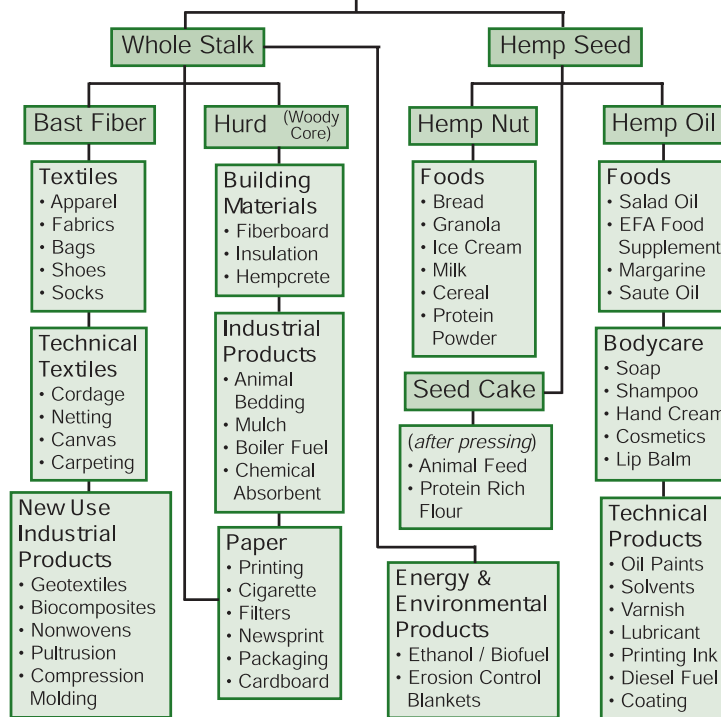 Whole Stalk
Hemp Seed
Bast Fiber
Hurd (Woody
Core)
Hemp Nut
Hemp Oil
Textiles
• Apparel
• Fabrics
• Bags
• Shoes
• Socks
Technical
Textiles
• Cordage
• Netting
• Canvas
• Carpeting
New Use
Industrial
Products
• Geotextiles
• Biocomposites
• Nonwovens
• Pultrusion
• Compression
Molding
Building
Materials
• Fiberboard
• Insulation
• Hempcrete
Industrial
Products
• Animal
Bedding
• Mulch
• Boiler Fuel
• Chemical
Absorbent
Paper
• Printing
• Cigarette
• Filters
• Newsprint
• Packaging
• Cardboard
Foods
• Bread
• Granola
• Ice Cream
• Milk
• Cereal
• Protein
Powder
Seed Cake
(after pressing)
• Animal Feed
• Protein Rich
Flour
Energy &
Environmental
Products
• Ethanol / Biofuel
• Erosion Control
Blankets
Foods
• Salad Oil
• EFA Food
Supplement
• Margarine
• Saute Oil
Bodycare
• Soap
• Shampoo
• Hand Cream
• Cosmetics
• Lip Balm
Technical
Products
• Oil Paints
• Solvents
• Varnish
• Lubricant
• Printing Ink
• Diesel Fuel
• Coating